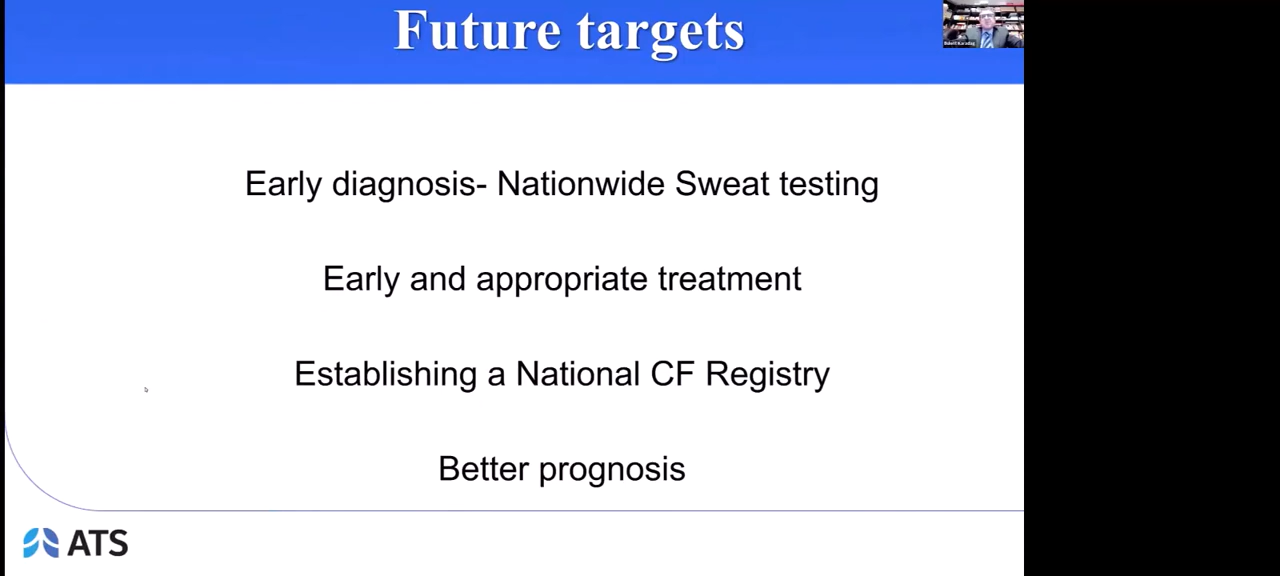 Future targets
Early diagnosis- Nationwide Sweat testing
Early and appropriate treatment
Establishing a National CF Registry
Better prognosis
ATS